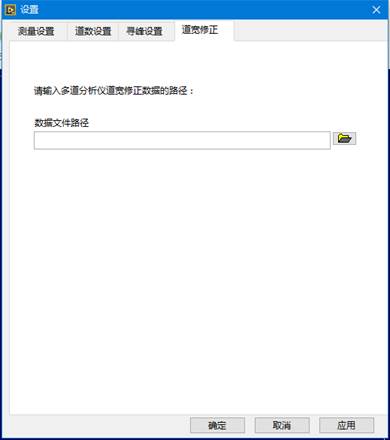 设置
测量设置 道数设置 寻峰设置 道宽修正
请输入多道分析仪道宽修正数据的路径：
数据文件路径
确定 取消 应用